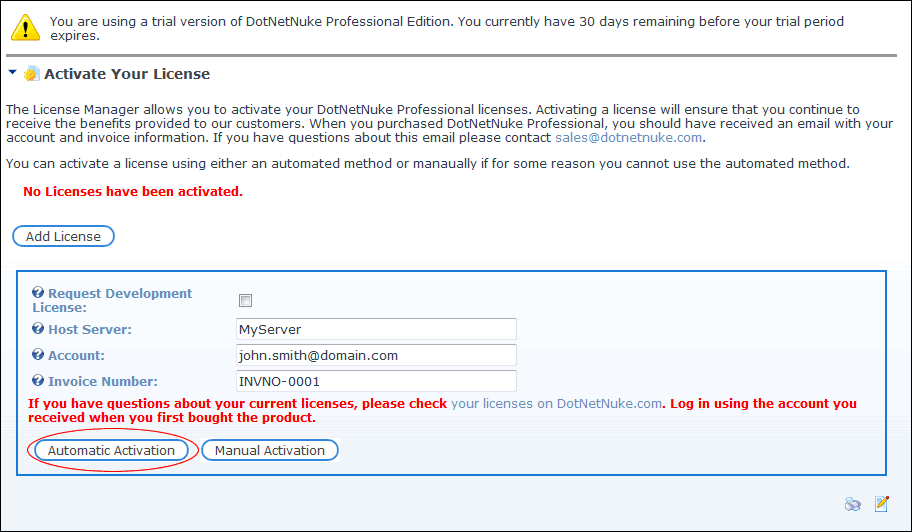 You are using a trial version of DotNetNuke Professional Edition. You currently have 30 days remaining before your trial period
expires.
Activate Your License
The License Manager allows you to activate your DotNetNuke Professional licenses. Activating a license will ensure that you continue to
receive the benefits provided to our customers. When you purchased DotNetNuke Professional, you should have received an email with your
account and invoice information. If you have questions about this email please contact sales@dotnetnuke.com.
You can activate a license using either an automated method or manaually if for some reason you cannot use the automated method.
No Licenses have been activated.
Add License
Request Development
License:
Host Server: MyServer
Account: john.smith@domain.com
Invoice Number: INVNO-0001
If you have questions about your current licenses, please check your licenses on DotNetNuke.com. Log in using the account you
received when you first bought the product.
Automatic Activation Manual Activation